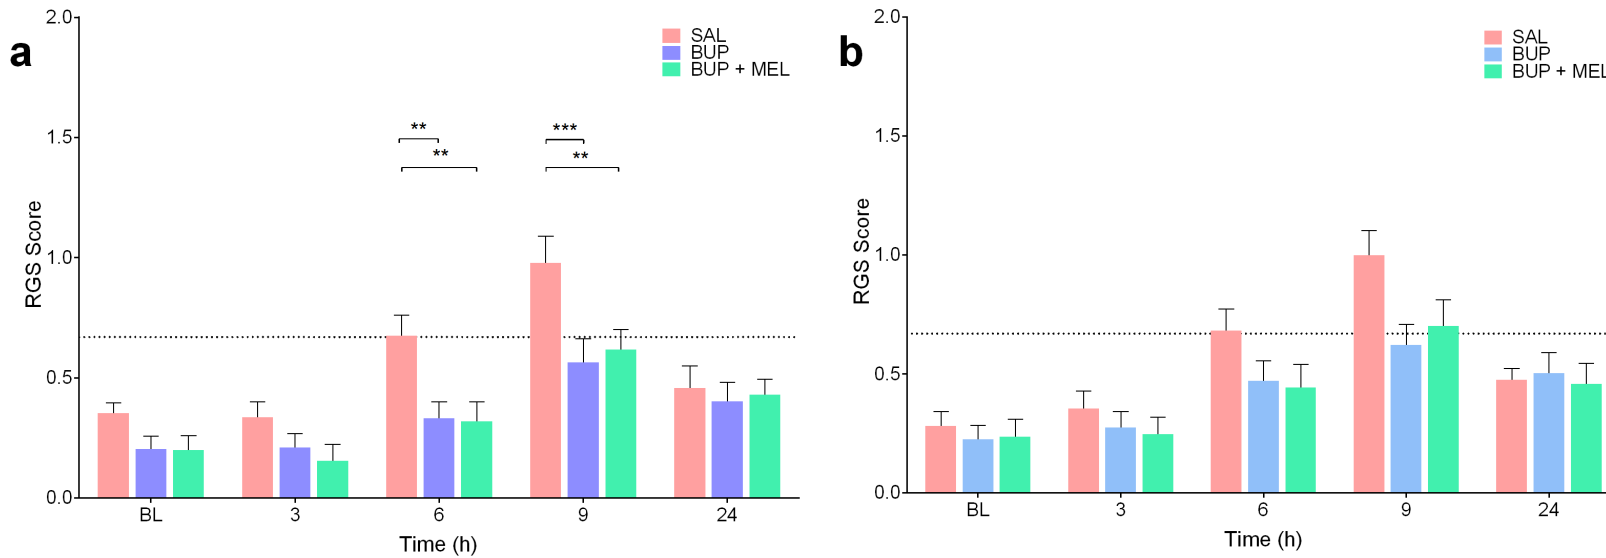 a
2.0
1.5
1.0
0.5
0.0
RGS Score
SAL
BUP
BUP + MEL
**
**
***
**
BL 3 6 9 24
Time (h)
b
2.0
1.5
1.0
0.5
0.0
RGS Score
SAL
BUP
BUP + MEL
BL 3 6 9 24
Time (h)